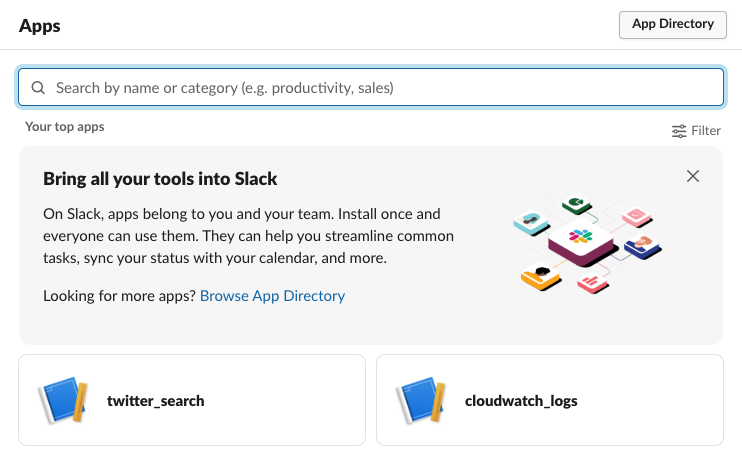 Apps
App Directory
Search by name or category (e.g. productivity, sales)
Your top apps
Filter
Bring all your tools into Slack
On Slack, apps belong to you and your team. Install once and
everyone can use them. They can help you streamline common
tasks, sync your status with your calendar, and more.
Looking for more apps? Browse App Directory
twitter_search
cloudwatch_logs